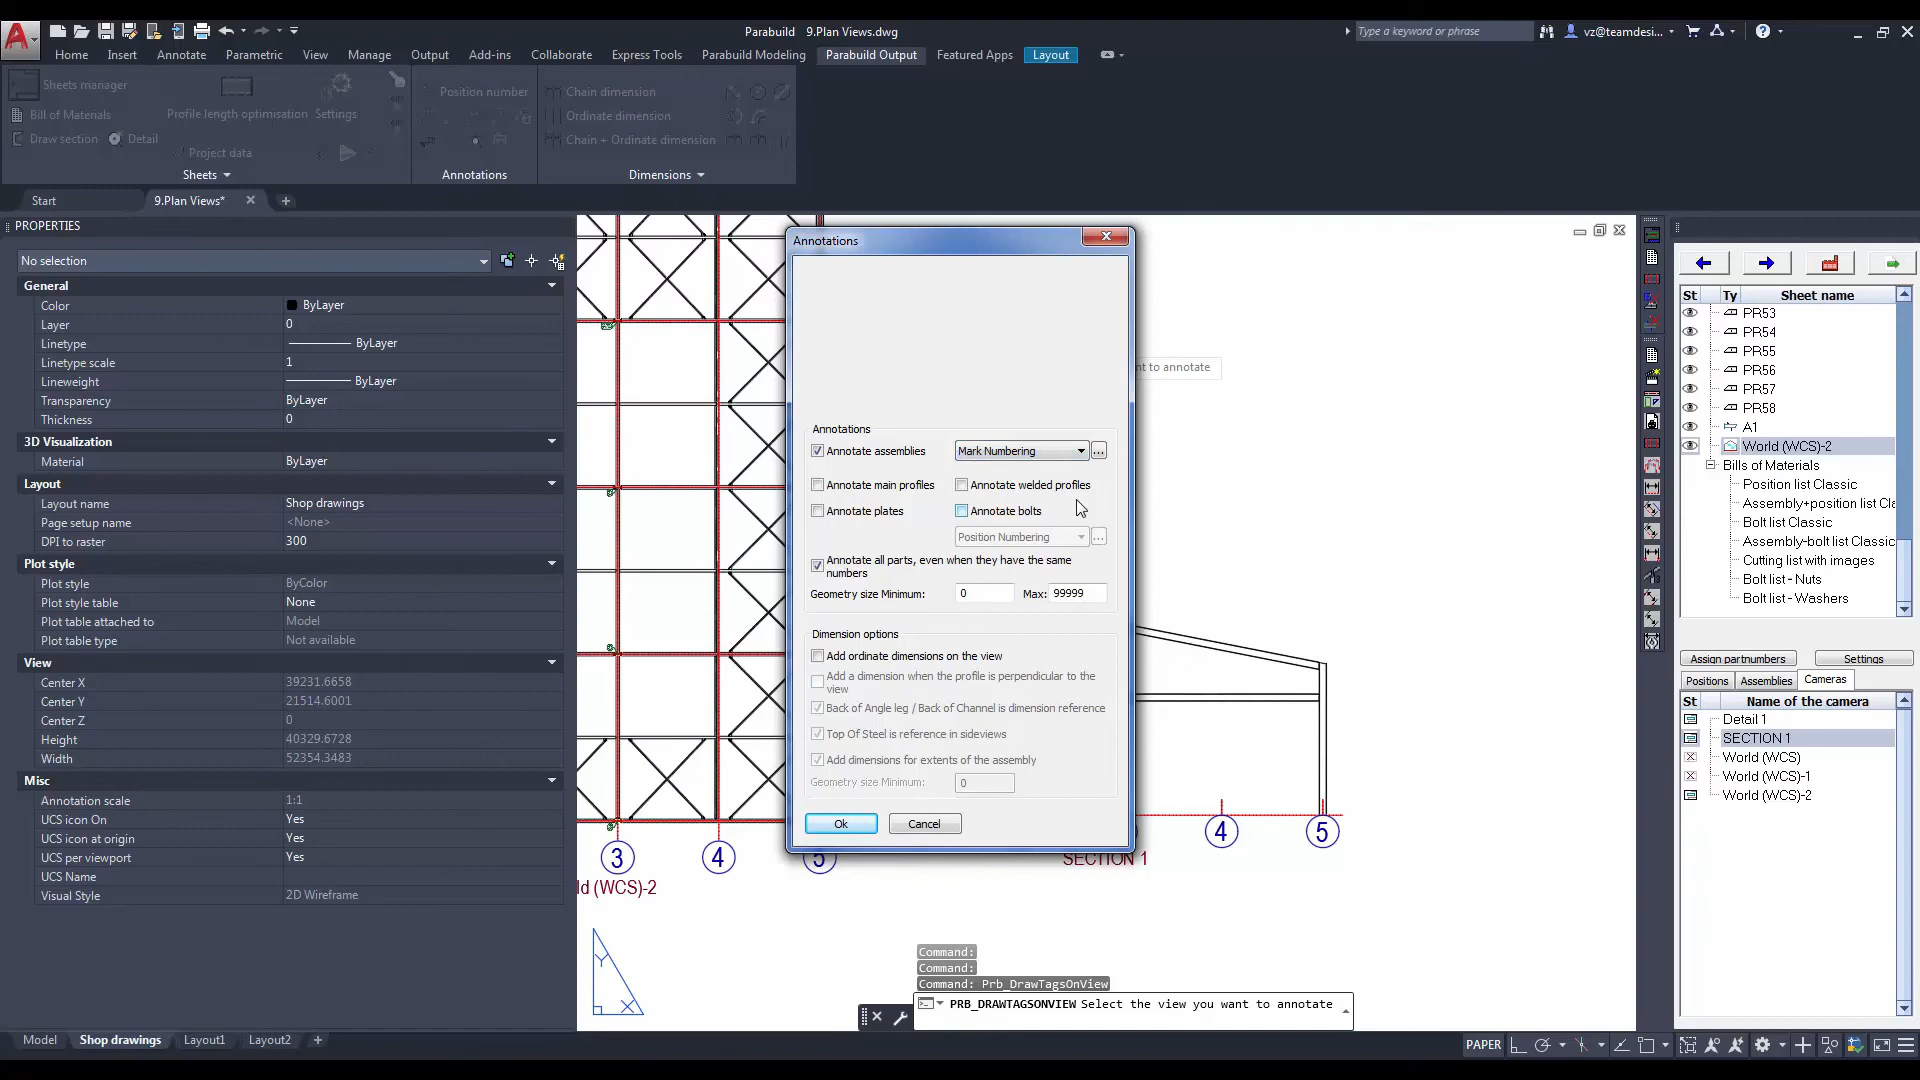 Parabuild 9.Plan Views.dwg
Type a keyword or phrase
vz@teamdesi...
Home Insert Annotate Parametric View Manage Output Add-ins Collaborate Express Tools Parabuild Modeling Parabuild Output Featured Apps Layout
Sheets manager
Bill of Materials
Draw section
Detail
Profile length optimisation
Settings
Project data
Sheets
Position number
Annotations
Chain dimension
Ordinate dimension
Chain + Ordinate dimension
Dimensions
Start
9.Plan Views*
PROPERTIES
No selection
General
Color ByLayer
Layer 0
Linetype ByLayer
Linetype scale 1
Lineweight ByLayer
Transparency ByLayer
Thickness 0
3D Visualization
Material ByLayer
Layout
Layout name Shop drawings
Page setup name <None>
DPI to raster 300
Plot style
Plot style ByColor
Plot style table None
Plot table attached to Model
Plot table type Not available
View
Center X 39231.6658
Center Y 21514.6001
Center Z 0
Height 40329.6728
Width 52354.3483
Misc
Annotation scale 1:1
UCS icon On Yes
UCS icon at origin Yes
UCS per viewport Yes
UCS Name
Visual Style 2D Wireframe
Annotations
nt to annotate
Annotations
Annotate assemblies Mark Numbering ...
Annotate main profiles Annotate welded profiles
Annotate plates Annotate bolts
Position Numbering ...
Annotate all parts, even when they have the same
numbers
Geometry size Minimum: 0 Max: 99999
Dimension options
Add ordinate dimensions on the view
Add a dimension when the profile is perpendicular to the
view
Back of Angle leg / Back of Channel is dimension reference
Top Of Steel is reference in sideviews
Add dimensions for extents of the assembly
Geometry size Minimum: 0
Ok Cancel
3 4 5
ld (WCS)-2
4 5
SECTION 1
Y
X
Command:
Command:
Command: Prb_DrawTagsOnView
PRB_DRAWTAGSONVIEW Select the view you want to annotate
St Ty Sheet name
PR53
PR54
PR55
PR56
PR57
PR58
A1
World (WCS)-2
Bills of Materials
Position list Classic
Assembly+position list Cl
Bolt list Classic
Assembly-bolt list Classic
Cutting list with images
Bolt list - Nuts
Bolt list - Washers
Assign partnumbers Settings
Positions Assemblies Cameras
St Name of the camera
Detail 1
SECTION 1
World (WCS)
World (WCS)-1
World (WCS)-2
Model Shop drawings Layout1 Layout2 +
PAPER